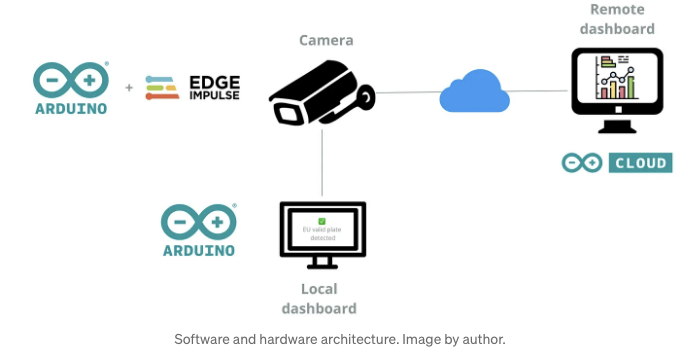 Remote
dashboard
Camera
ARDUINO
+
EDGE
IMPULSE
CLOUD
ARDUINO
EU valid plate
detected
Local
dashboard
Software and hardware architecture. Image by author.